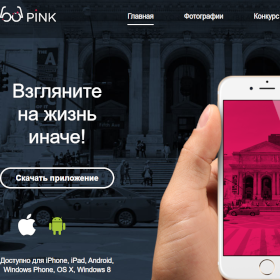 PINK
Главная
Фотографии
Конкурс
Взгляните
на жизнь
иначе!
Скачать приложение
Доступно для iPhone, iPad, Android,
Windows Phone, OS X, Windows 8